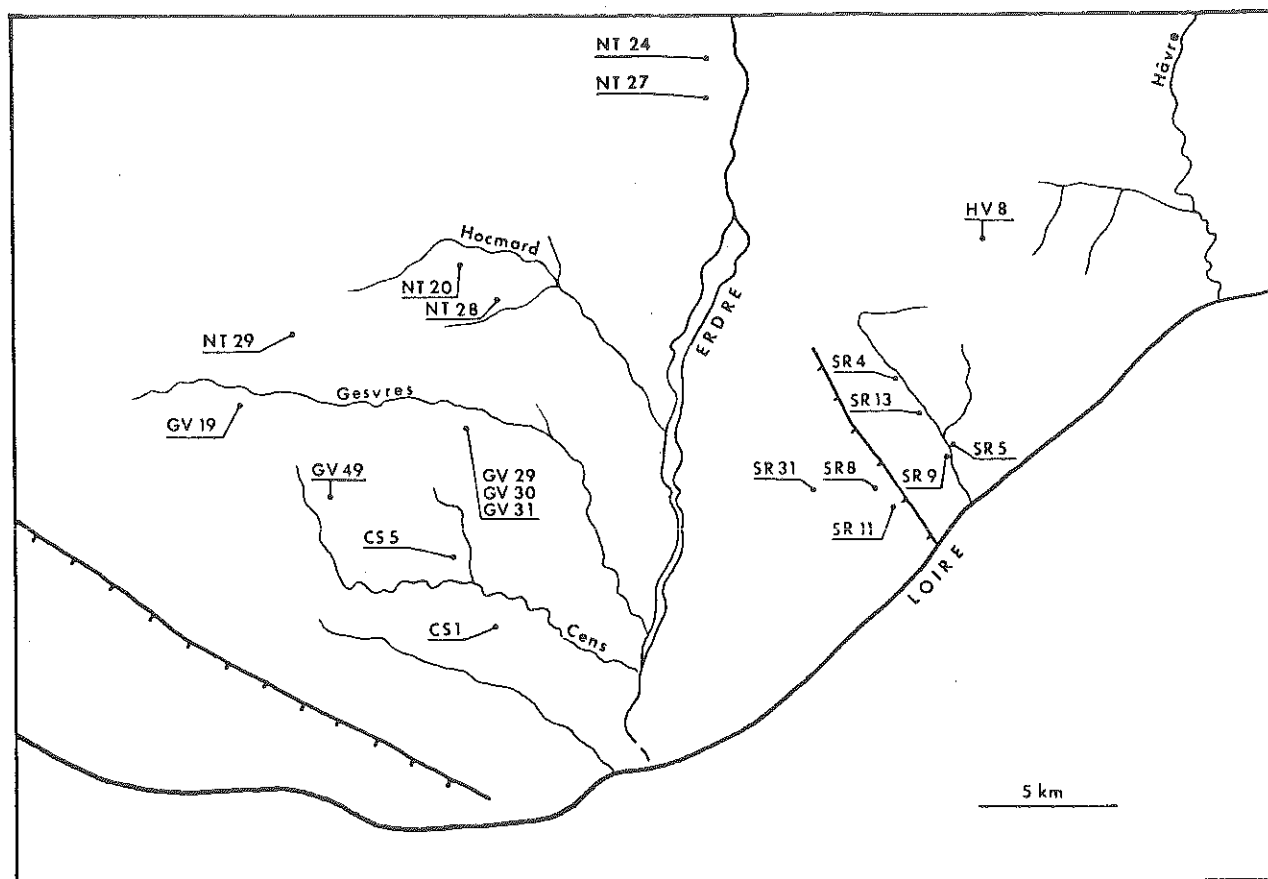 NT 24
Hâvre
NT 27
HV 8
Hocmard
NT 20
NT 28
ERDRE
NT 29
SR 4
Gesvres
SR 13
GV 19
SR 5
GV 49
GV 29
SR 31
SR 8
SR 9
GV 30
GV 31
SR 11
CS 5
LOIRE
CS 1
Cens
5 km